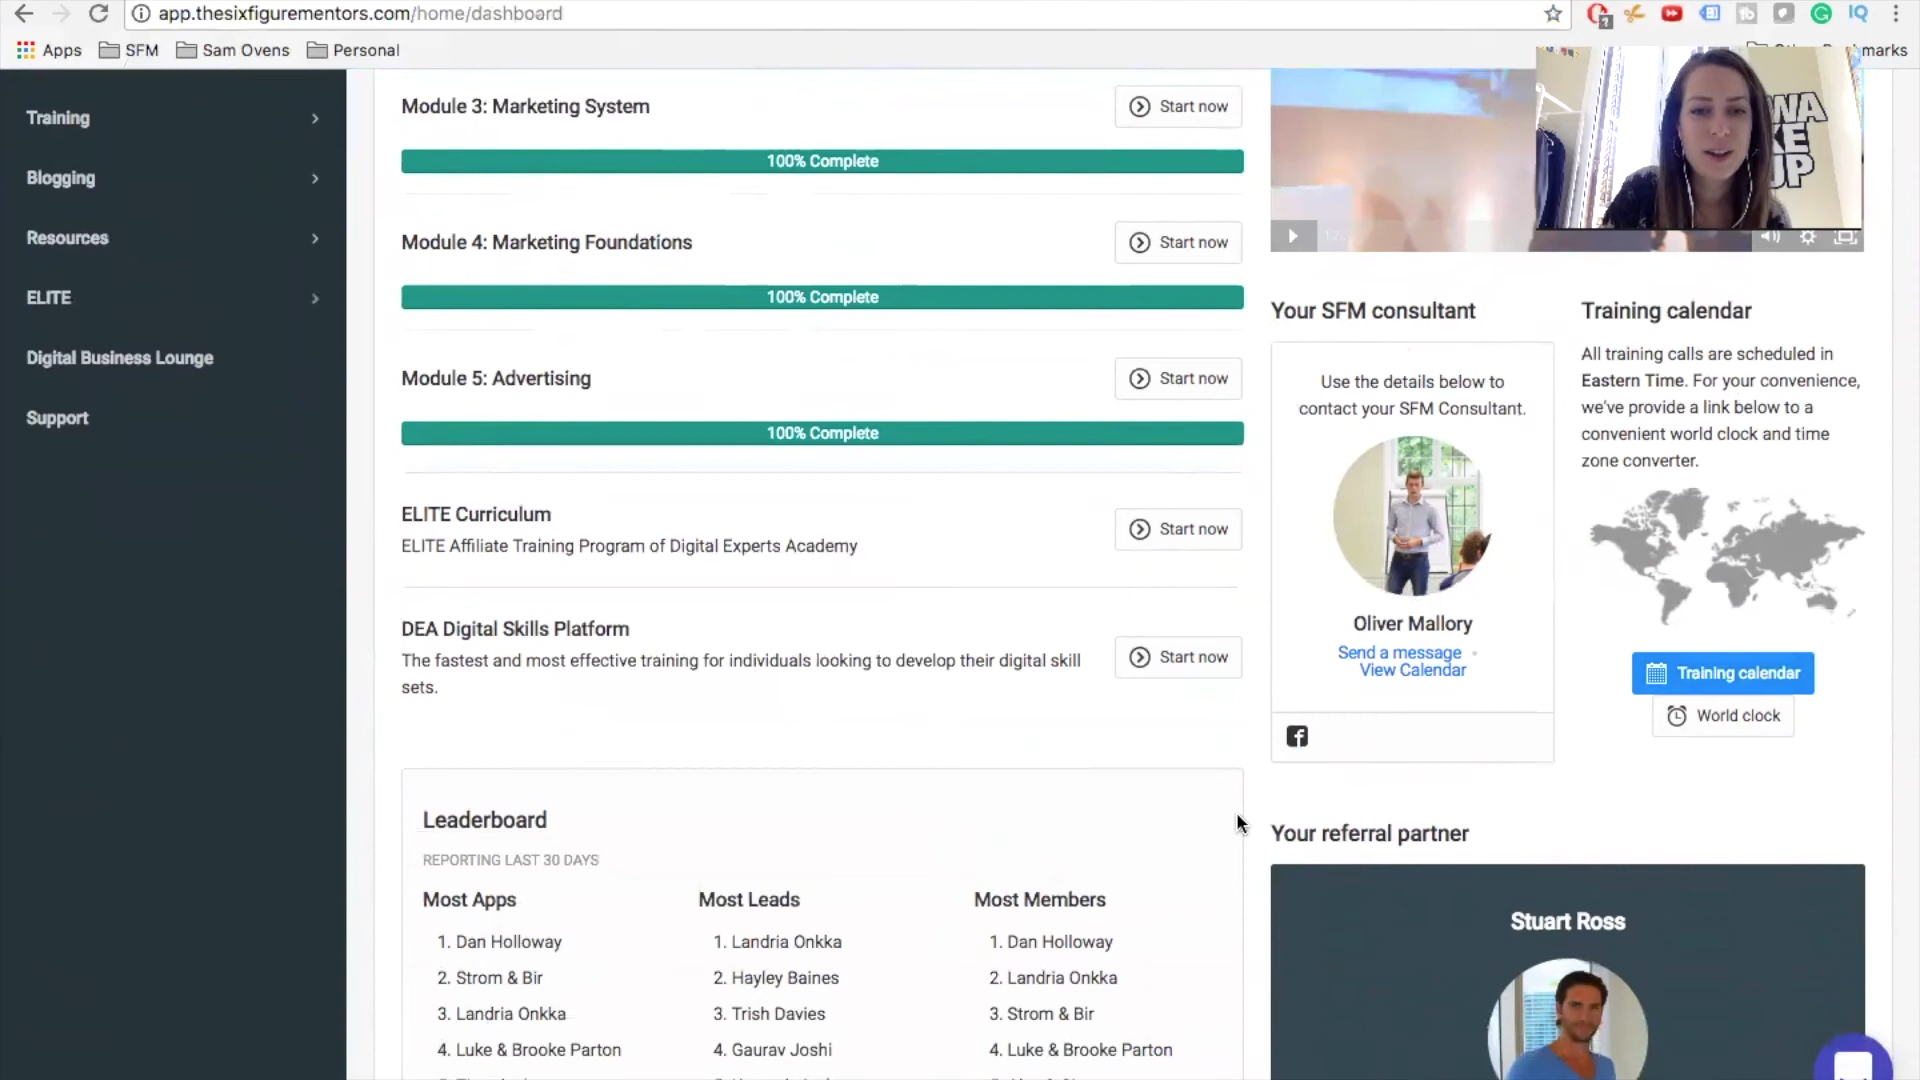 app.thesixfigurementors.com/home/dashboard
Apps
SFM
Sam Ovens
Personal
Training
Blogging
Resources
ELITE
Digital Business Lounge
Support
Module 3: Marketing System
Start now
100% Complete
Module 4: Marketing Foundations
Start now
100% Complete
Module 5: Advertising
Start now
100% Complete
ELITE Curriculum
ELITE Affiliate Training Program of Digital Experts Academy
Start now
DEA Digital Skills Platform
The fastest and most effective training for individuals looking to develop their digital skill
sets.
Start now
Leaderboard
REPORTING LAST 30 DAYS
Most Apps
1. Dan Holloway
2. Strom & Bir
3. Landria Onkka
4. Luke & Brooke Parton
Most Leads
1. Landria Onkka
2. Hayley Baines
3. Trish Davies
4. Gaurav Joshi
Most Members
1. Dan Holloway
2. Landria Onkka
3. Strom & Bir
4. Luke & Brooke Parton
Your SFM consultant
Use the details below to
contact your SFM Consultant.
Oliver Mallory
Send a message
View Calendar
Training calendar
All training calls are scheduled in
Eastern Time. For your convenience,
we've provide a link below to a
convenient world clock and time
zone converter.
Training calendar
World clock
Your referral partner
Stuart Ross